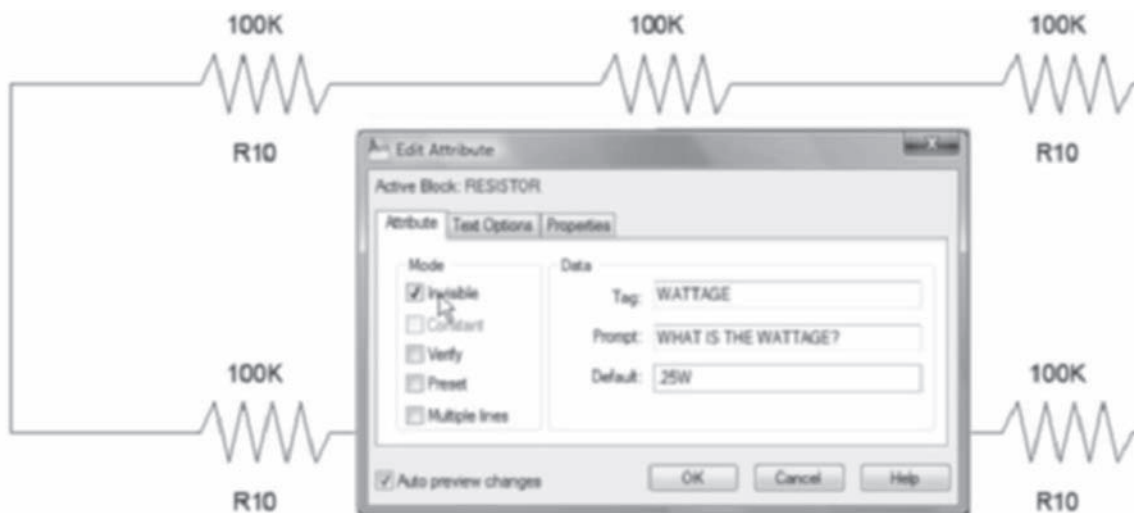 100K 100K 100K
R10 R10
Edit Attribute
Active Block: RESISTOR
Attribute Text Options Properties
Mode Data
Invisible Tag: WATTAGE
Constant
Verify Prompt: WHAT IS THE WATTAGE?
Preset Default: .25W
Multiple lines
100K 100K
Auto preview changes OK Cancel Help
R10 R10